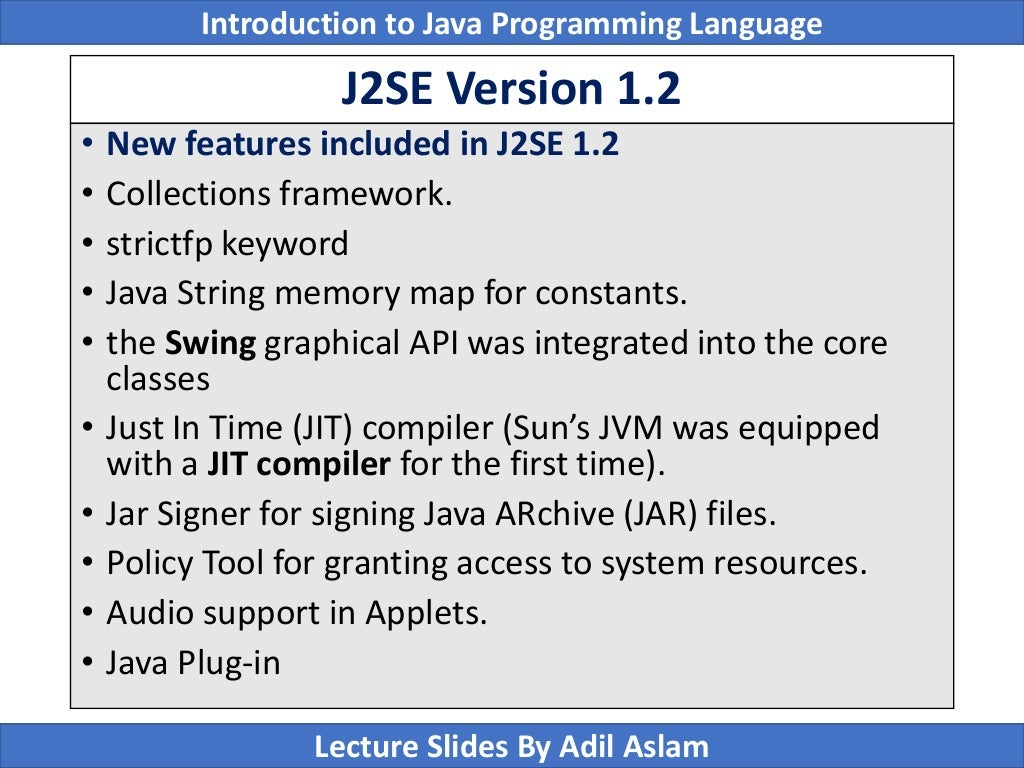 Introduction to Java Programming Language
J2SE Version 1.2
• New features included in J2SE 1.2
• Collections framework.
• strictfp keyword
• Java String memory map for constants.
• the Swing graphical API was integrated into the core
classes
• Just In Time (JIT) compiler (Sun’s JVM was equipped
with a JIT compiler for the first time).
• Jar Signer for signing Java ARchive (JAR) files.
• Policy Tool for granting access to system resources.
• Audio support in Applets.
• Java Plug-in
Lecture Slides By Adil Aslam